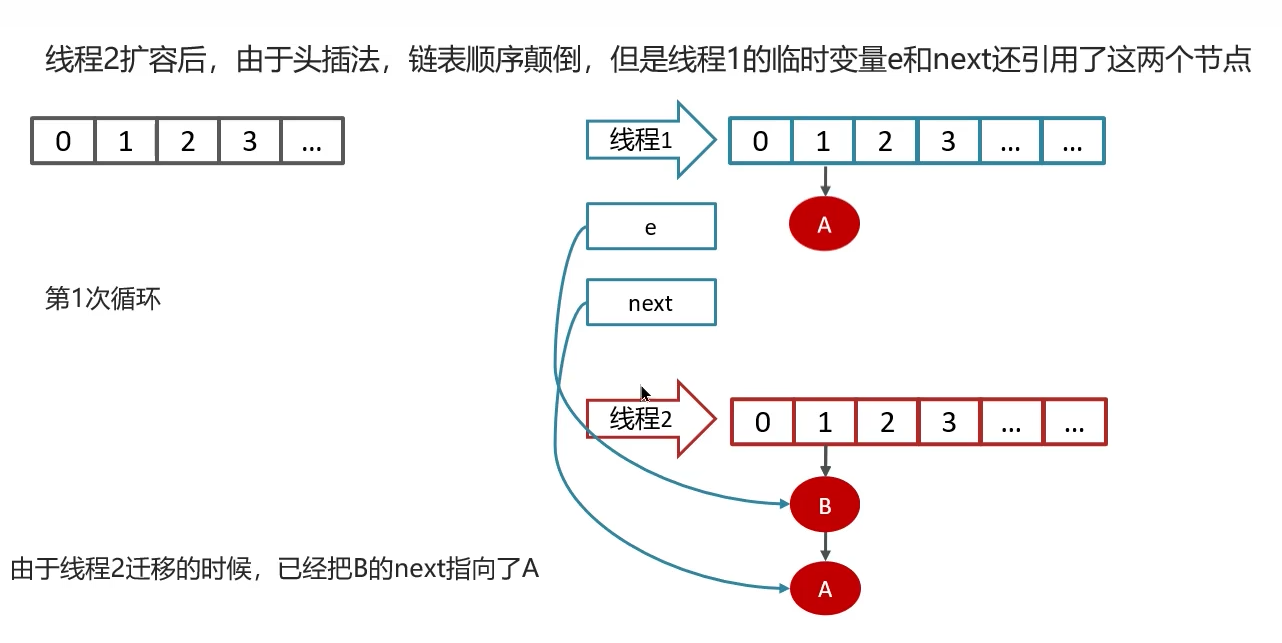 线程2扩容后，由于头插法，链表顺序颠倒，但是线程1的临时变量e和next还引用了这两个节点
0 1 2 3 ...
线程1
0 1 2 3 ... ...
A
e
第1次循环
next
线程2
0 1 2 3 ... ...
B
由于线程2迁移的时候，已经把B的next指向了A
A